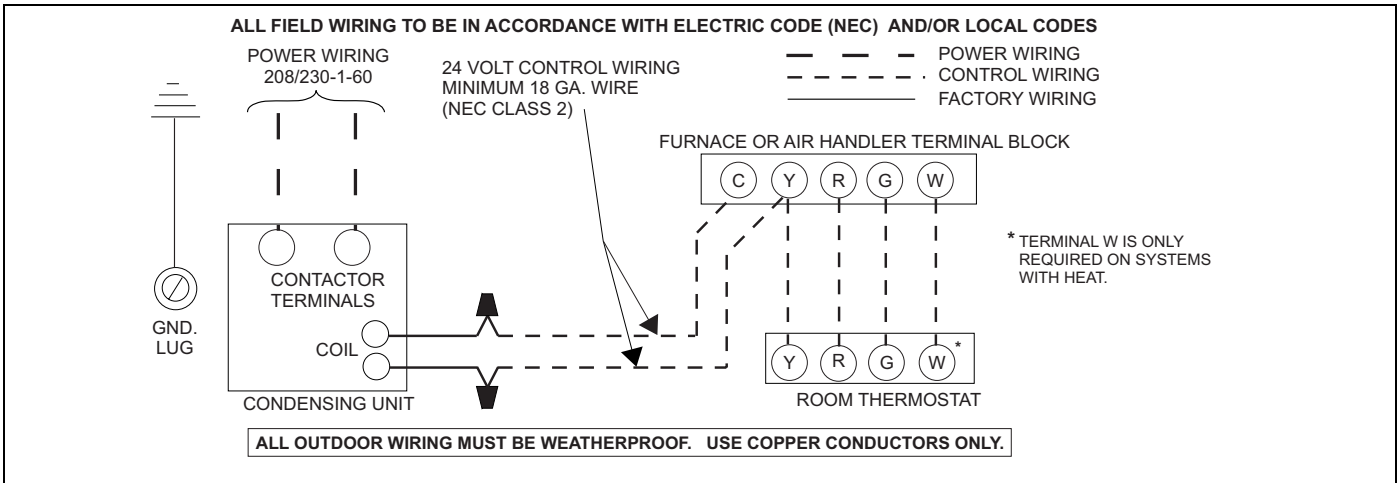 ALL FIELD WIRING TO BE IN ACCORDANCE WITH ELECTRIC CODE (NEC) AND/OR LOCAL CODES
POWER WIRING
208/230-1-60
24 VOLT CONTROL WIRING
MINIMUM 18 GA. WIRE
(NEC CLASS 2)
POWER WIRING
CONTROL WIRING
FACTORY WIRING
FURNACE OR AIR HANDLER TERMINAL BLOCK
C Y R G W
* TERMINAL W IS ONLY
REQUIRED ON SYSTEMS
WITH HEAT.
GND.
LUG
CONTACTOR
TERMINALS
COIL
CONDENSING UNIT
Y R G W *
ROOM THERMOSTAT
ALL OUTDOOR WIRING MUST BE WEATHERPROOF. USE COPPER CONDUCTORS ONLY.